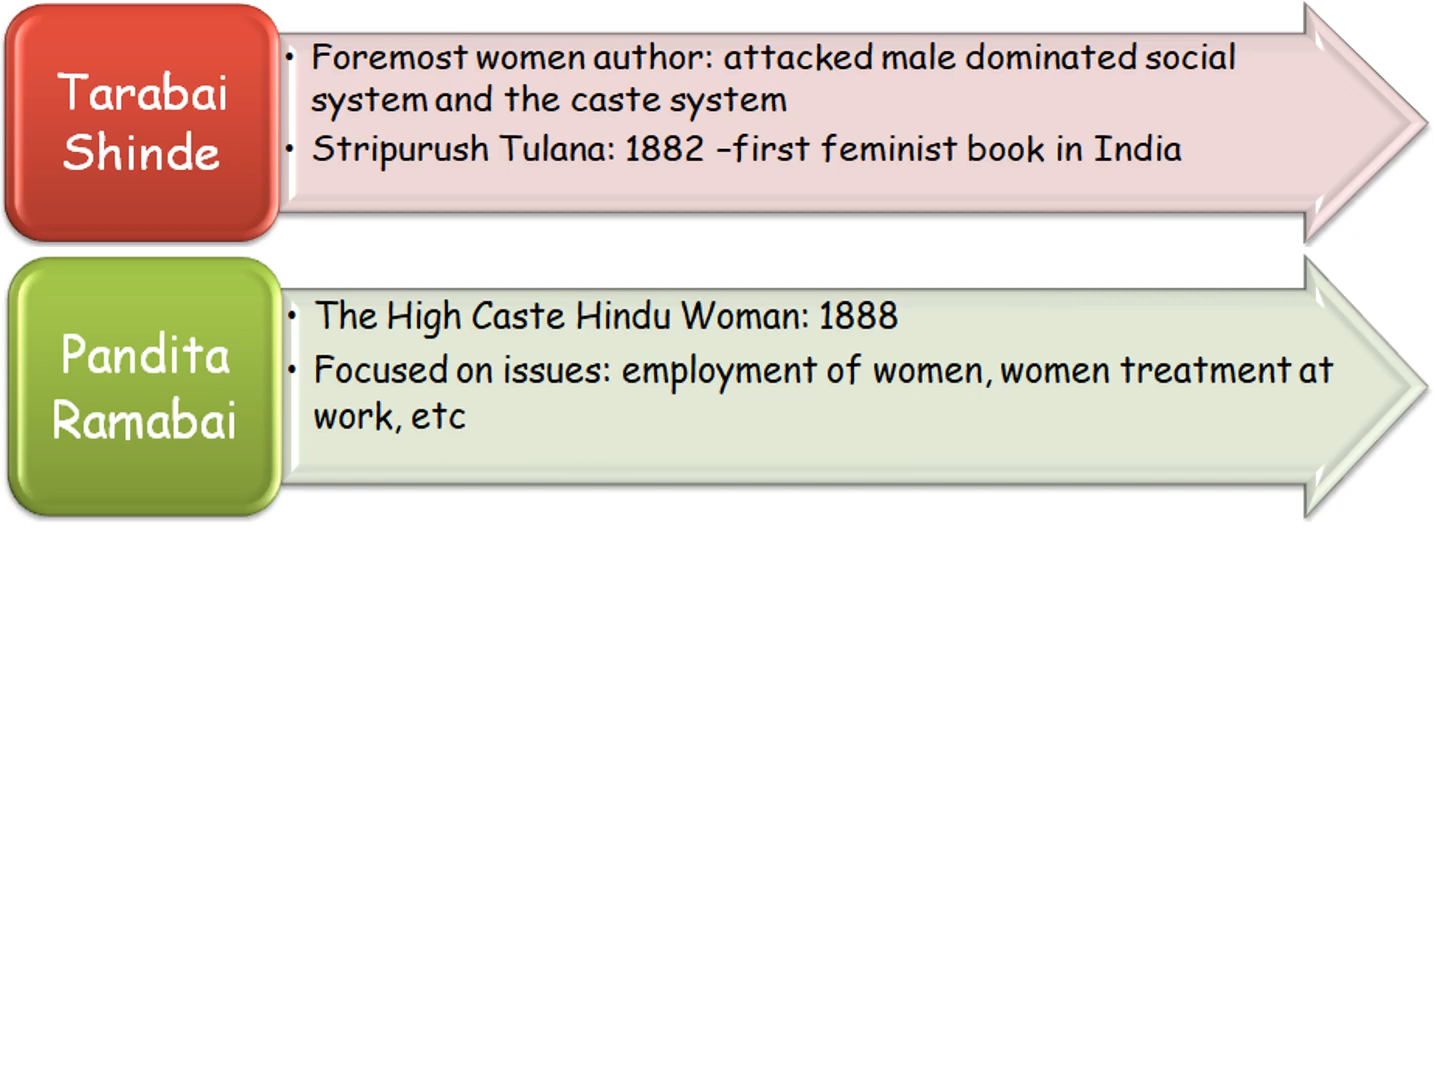 Tarabai
Shinde
• Foremost women author: attacked male dominated social
system and the caste system
• Stripurush Tulana: 1882 –first feminist book in India
Pandita
Ramabai
• The High Caste Hindu Woman: 1888
• Focused on issues: employment of women, women treatment at
work, etc